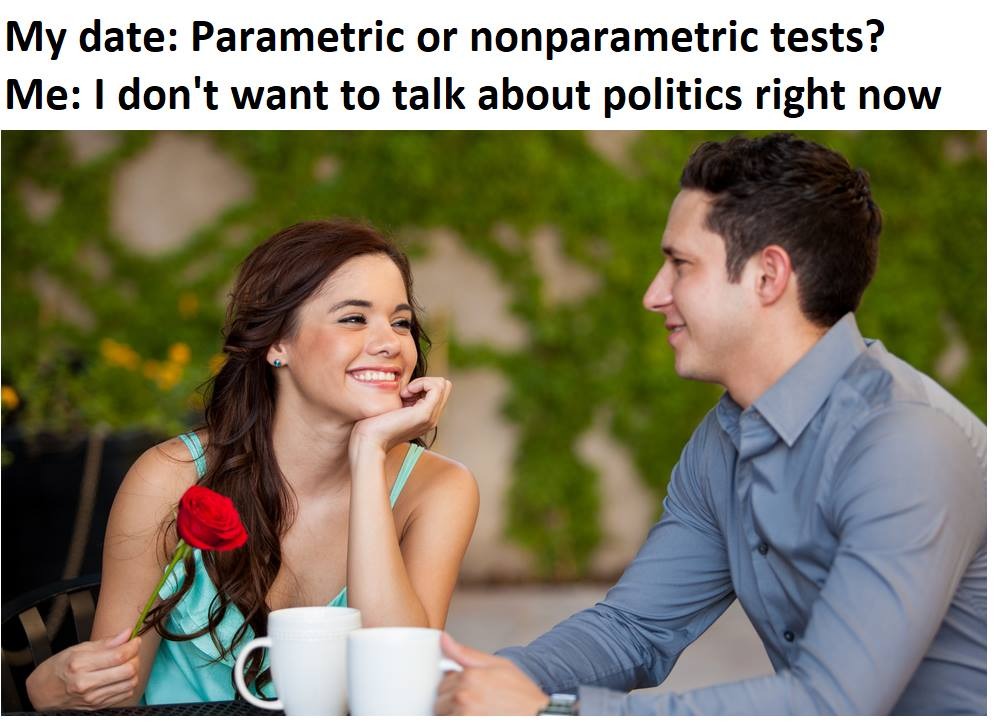 My date: Parametric or nonparametric tests?
Me: I don't want to talk about politics right now